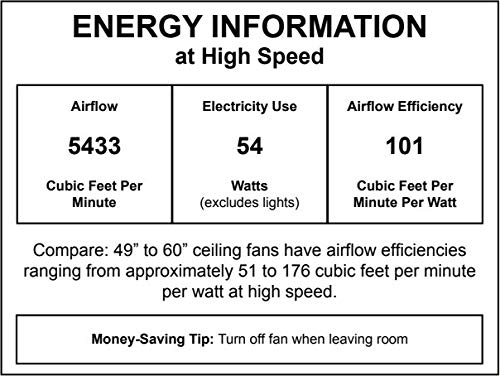 ENERGY INFORMATION
at High Speed
Airflow
5433
Cubic Feet Per
Minute
Electricity Use
54
Watts
(excludes lights)
Airflow Efficiency
101
Cubic Feet Per
Minute Per Watt
Compare: 49” to 60” ceiling fans have airflow efficiencies
ranging from approximately 51 to 176 cubic feet per minute
per watt at high speed.
Money-Saving Tip: Turn off fan when leaving room